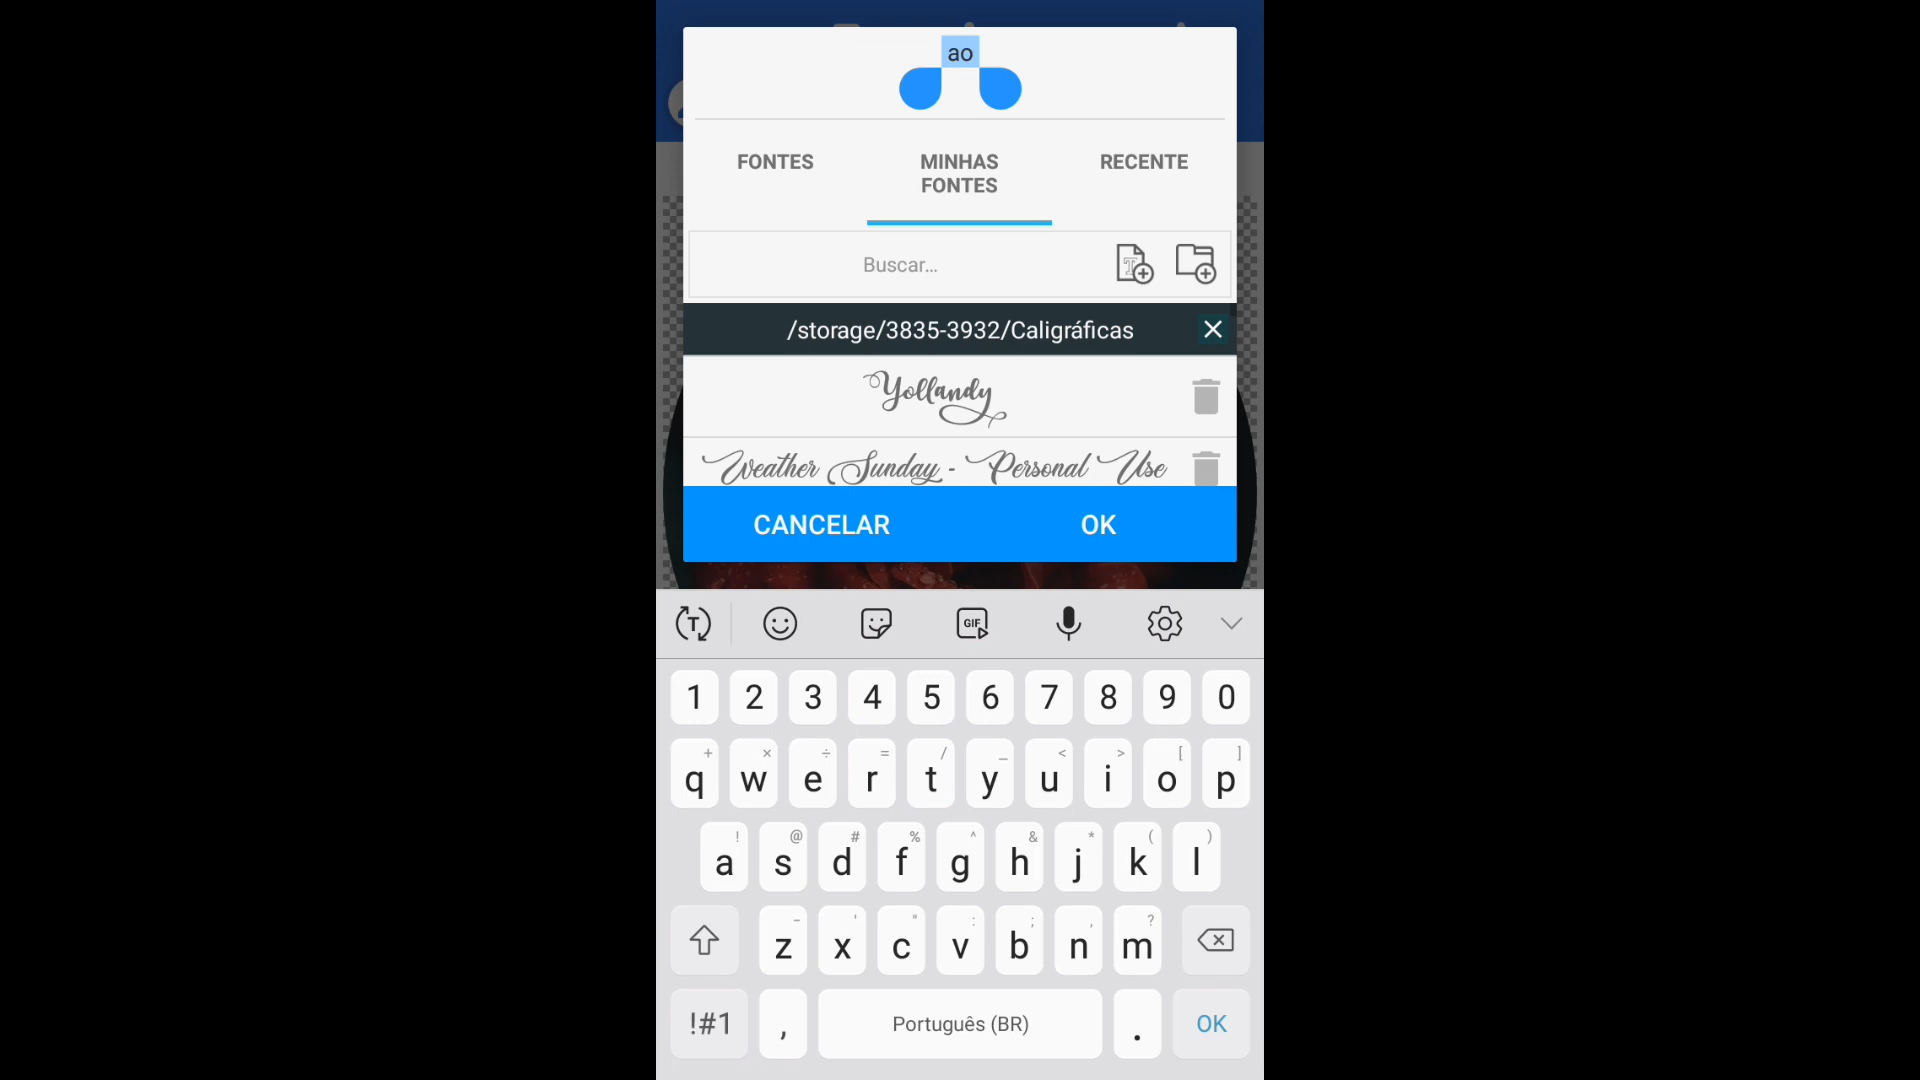 ao
FONTES
MINHAS
FONTES
RECENTE
Buscar...
/storage/3835-3932/Caligráficas
Yollandy
Weather Sunday - Personal Use
CANCELAR OK
T GIF
1 2 3 4 5 6 7 8 9 0
+ × ÷ = / _ < > [ ]
q w e r t y u i o p
! @ # % ^ & * ( )
a s d f g h j k l
- ' " : ; , ?
z x c v b n m
!#1 , Português (BR) . OK